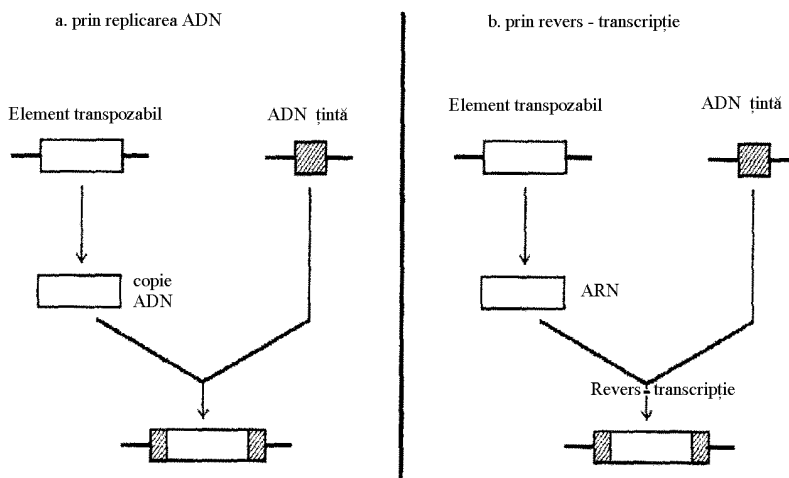 a. prin replicarea ADN
Element transpozabil
ADN țintă
copie
ADN
b. prin revers - transcripție
Element transpozabil
ADN țintă
ARN
Revers - transcripție